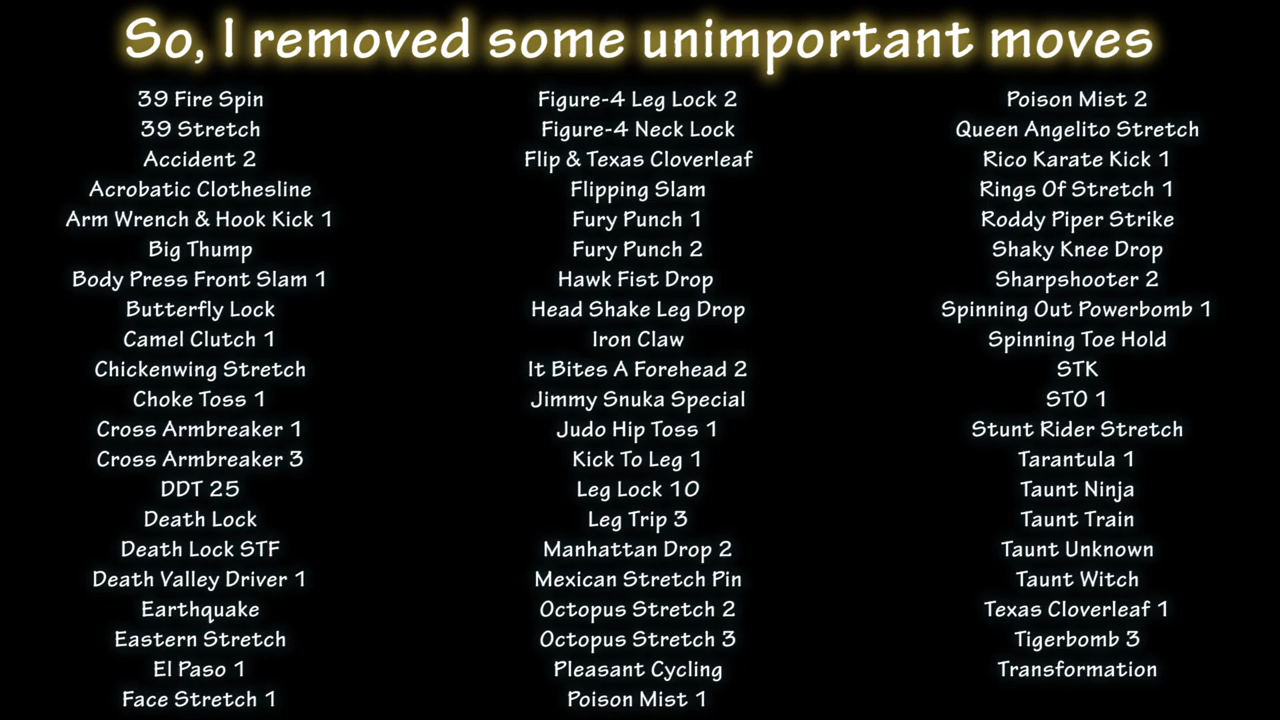 So, I removed some unimportant moves
39 Fire Spin
39 Stretch
Accident 2
Acrobatic Clothesline
Arm Wrench & Hook Kick 1
Big Thump
Body Press Front Slam 1
Butterfly Lock
Camel Clutch 1
Chickenwing Stretch
Choke Toss 1
Cross Armbreaker 1
Cross Armbreaker 3
DDT 25
Death Lock
Death Lock STF
Death Valley Driver 1
Earthquake
Eastern Stretch
El Paso 1
Face Stretch 1
Figure-4 Leg Lock 2
Figure-4 Neck Lock
Flip & Texas Cloverleaf
Flipping Slam
Fury Punch 1
Fury Punch 2
Hawk Fist Drop
Head Shake Leg Drop
Iron Claw
It Bites A Forehead 2
Jimmy Snuka Special
Judo Hip Toss 1
Kick To Leg 1
Leg Lock 10
Leg Trip 3
Manhattan Drop 2
Mexican Stretch Pin
Octopus Stretch 2
Octopus Stretch 3
Pleasant Cycling
Poison Mist 1
Poison Mist 2
Queen Angelito Stretch
Rico Karate Kick 1
Rings Of Stretch 1
Roddy Piper Strike
Shaky Knee Drop
Sharpshooter 2
Spinning Out Powerbomb 1
Spinning Toe Hold
STK
STO 1
Stunt Rider Stretch
Tarantula 1
Taunt Ninja
Taunt Train
Taunt Unknown
Taunt Witch
Texas Cloverleaf 1
Tigerbomb 3
Transformation